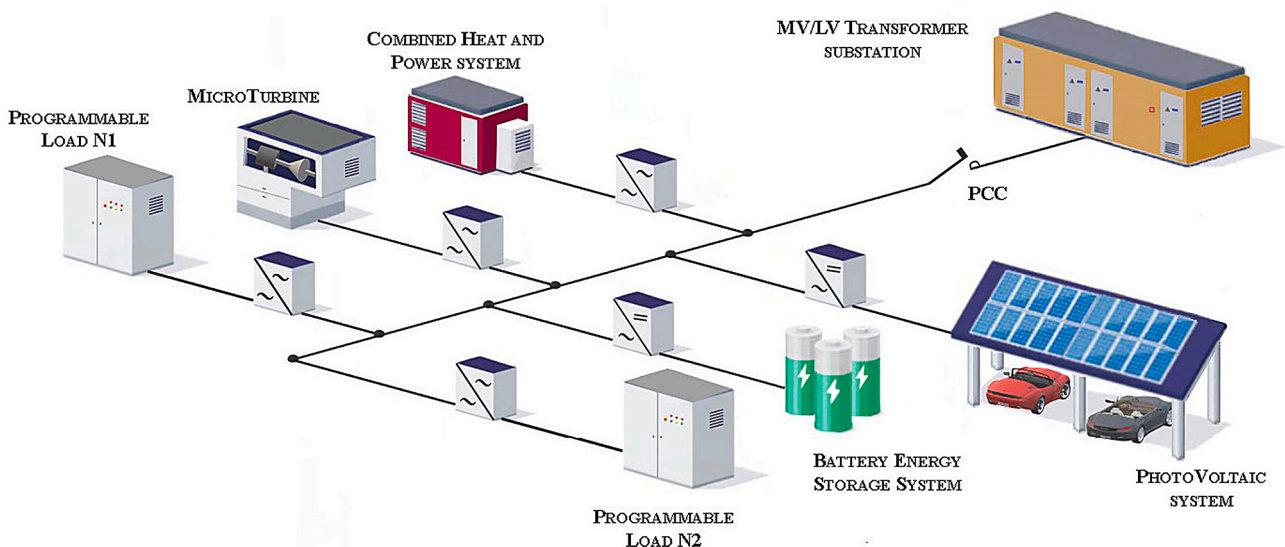 MV/LV TRANSFORMER
SUBSTATION
COMBINED HEAT AND
POWER SYSTEM
MICROTURBINE
PROGRAMMABLE
LOAD N1
PCC
BATTERY ENERGY
STORAGE SYSTEM
PHOTOVOLTAIC
SYSTEM
PROGRAMMABLE
LOAD N2